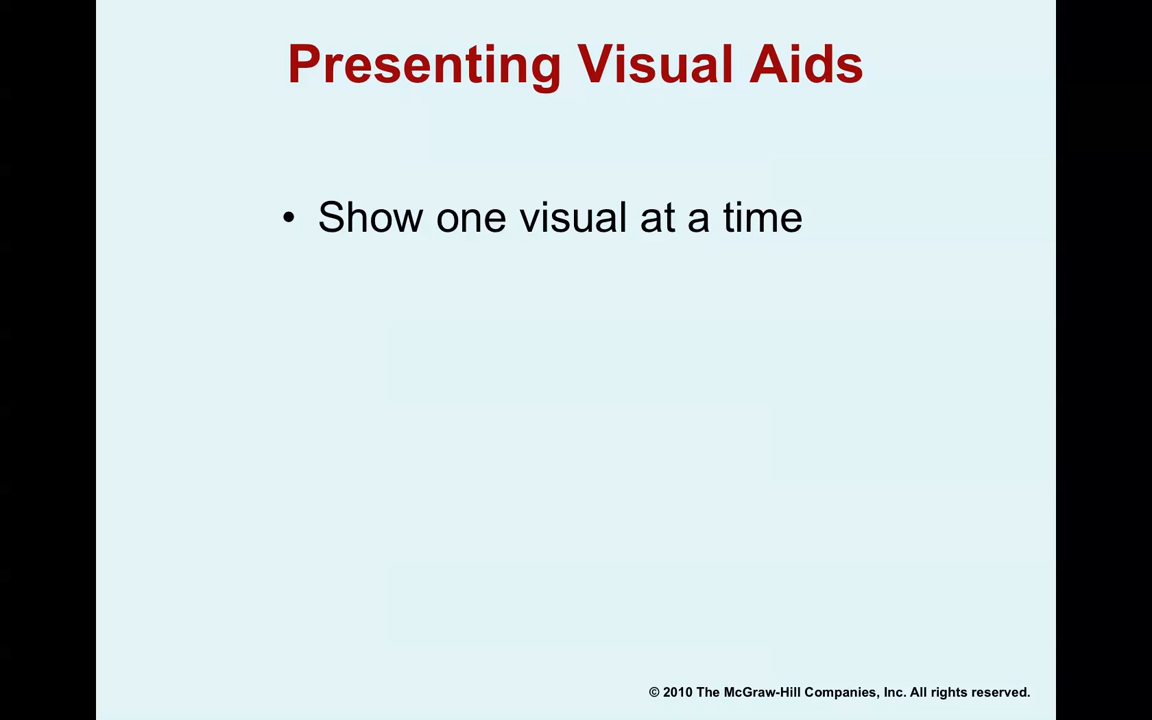 Presenting Visual Aids
• Show one visual at a time
© 2010 The McGraw-Hill Companies, Inc. All rights reserved.